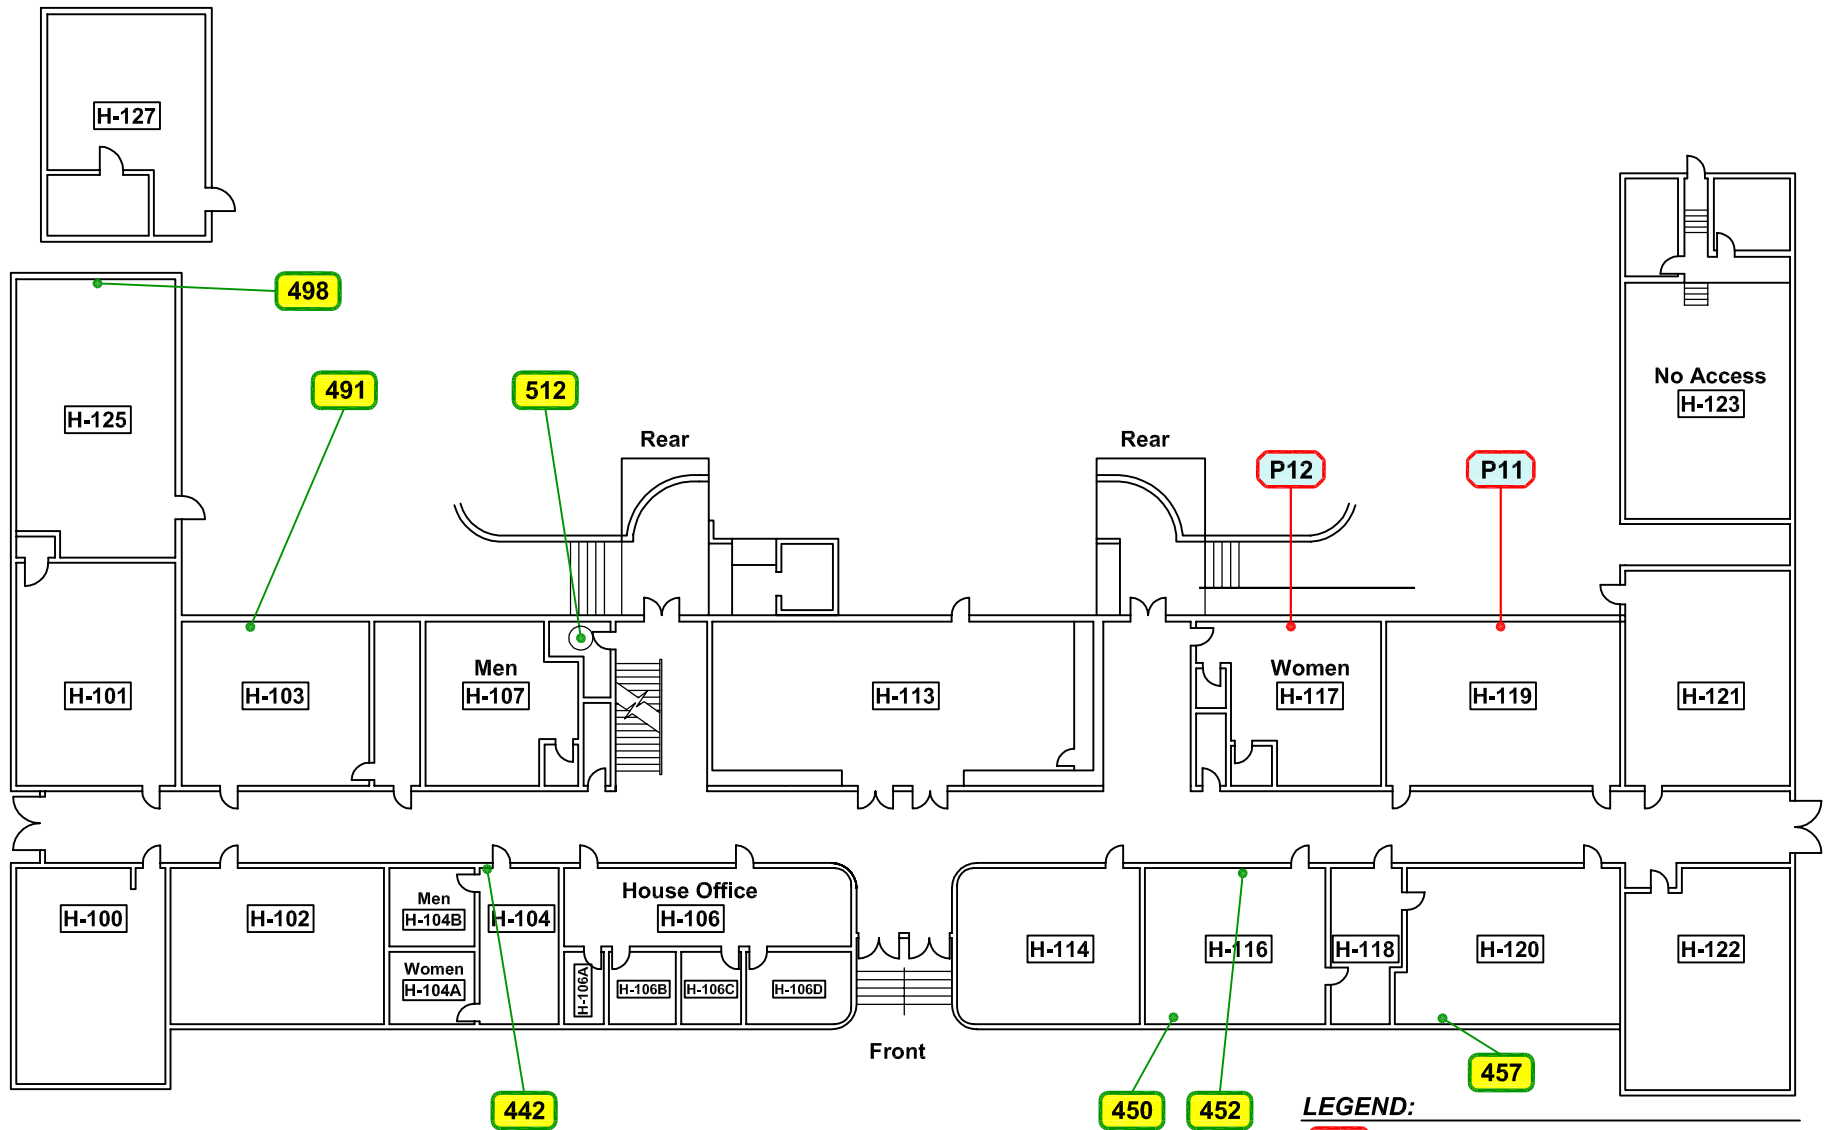 H-127
498
No Access
H-123
491
512
H-125
Rear
Rear
P12
P11
Men
H-107
Women
H-117
H-101
H-103
H-113
H-119
H-121
House Office
H-106
Men
H-104B
H-100
H-102
H-104
H-114
H-116
H-118
H-120
H-122
Women
H-104A
H-106A
H-106B
H-106C
H-106D
Front
457
442
450
452
LEGEND: